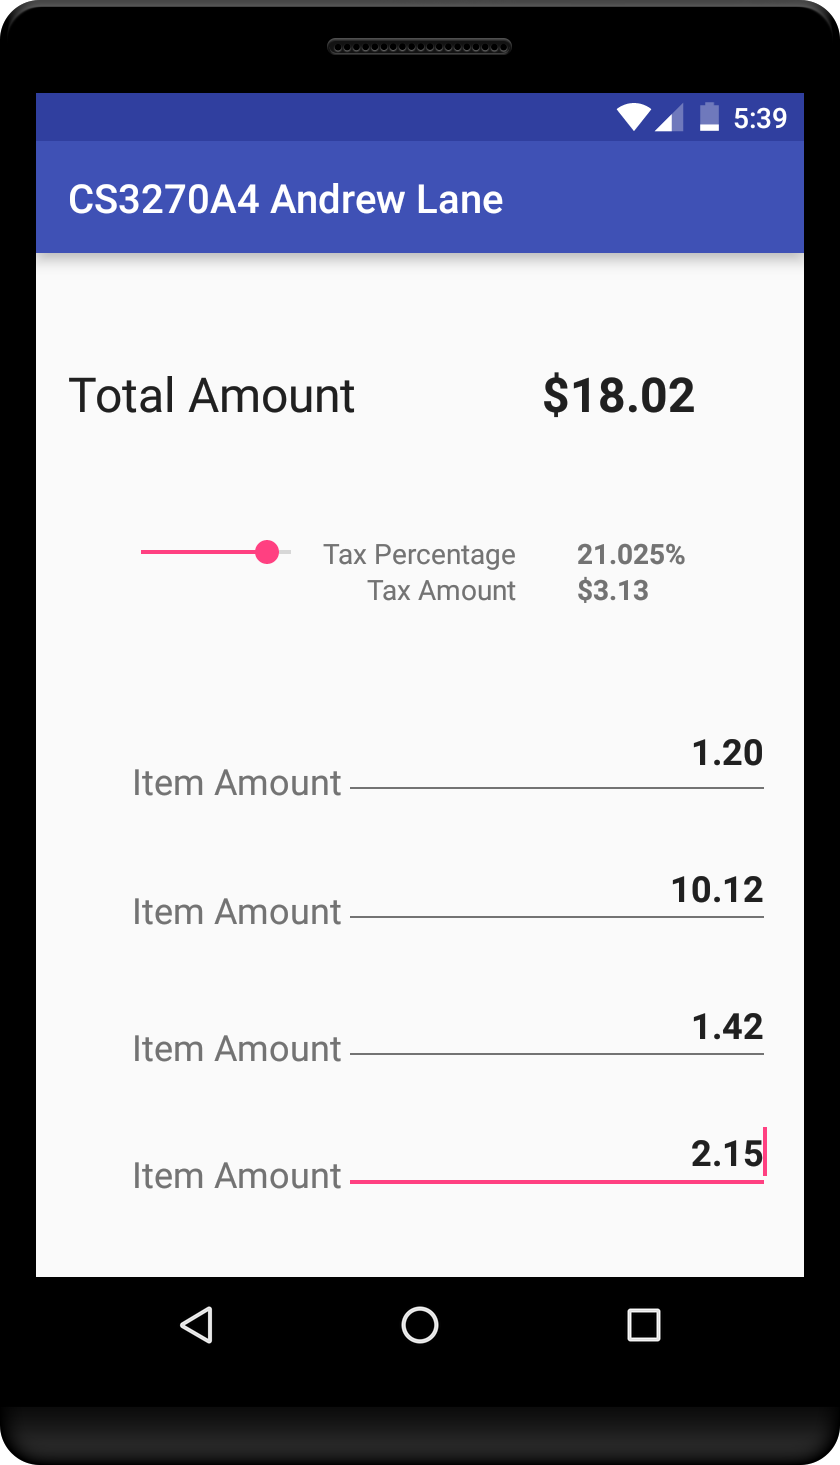 5:39
CS3270A4 Andrew Lane
Total Amount $18.02
Tax Percentage 21.025%
Tax Amount $3.13
1.20
Item Amount
10.12
Item Amount
1.42
Item Amount
2.15
Item Amount